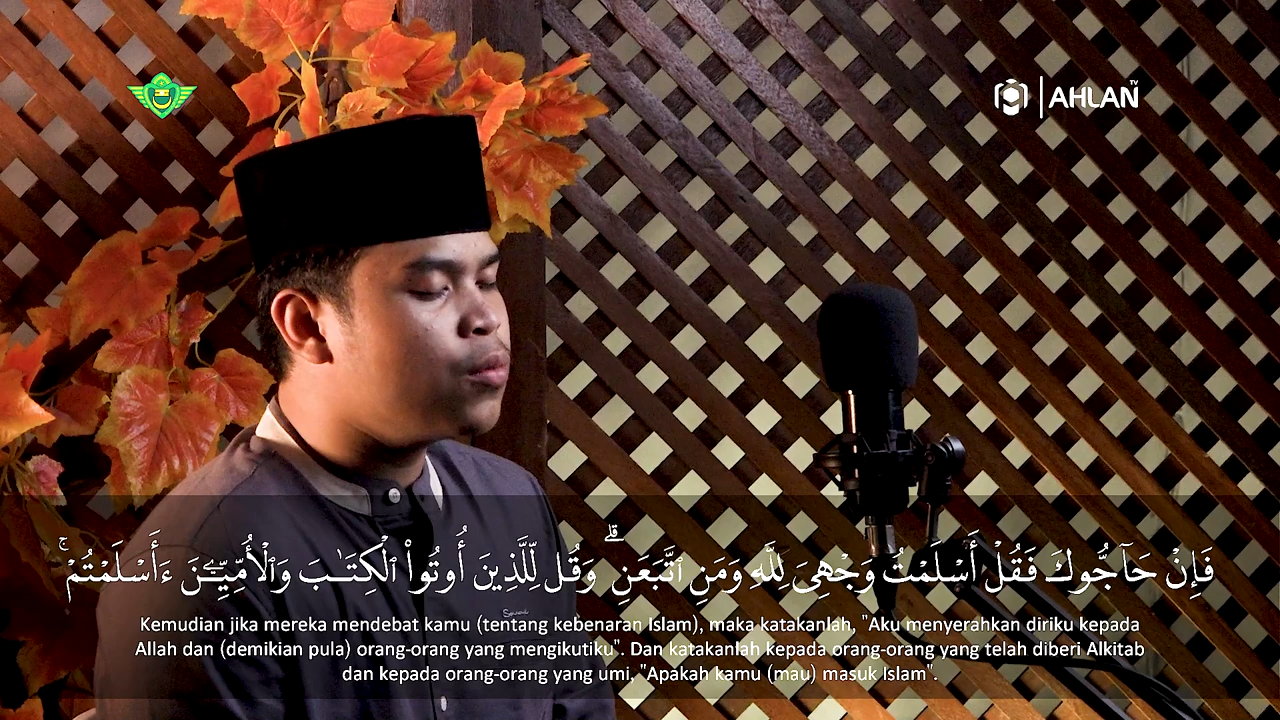 AHLAN TV
فَإِنْ حَآجُّوكَ فَقُلْ أَسْلَمْتُ وَجْهِىَ لِلَّهِ وَمَنِ ٱتَّبَعَنِ ۗ وَقُل لِّلَّذِينَ أُوتُوا۟ ٱلْكِتَـٰبَ وَٱلْأُمِّيِّـۧنَ ءَأَسْلَمْتُمْ ۚ
Kemudian jika mereka mendebat kamu (tentang kebenaran Islam), maka katakanlah, "Aku menyerahkan diriku kepada
Allah dan (demikian pula) orang-orang yang mengikutiku". Dan katakanlah kepada orang-orang yang telah diberi Alkitab
dan kepada orang-orang yang umi, "Apakah kamu (mau) masuk Islam".